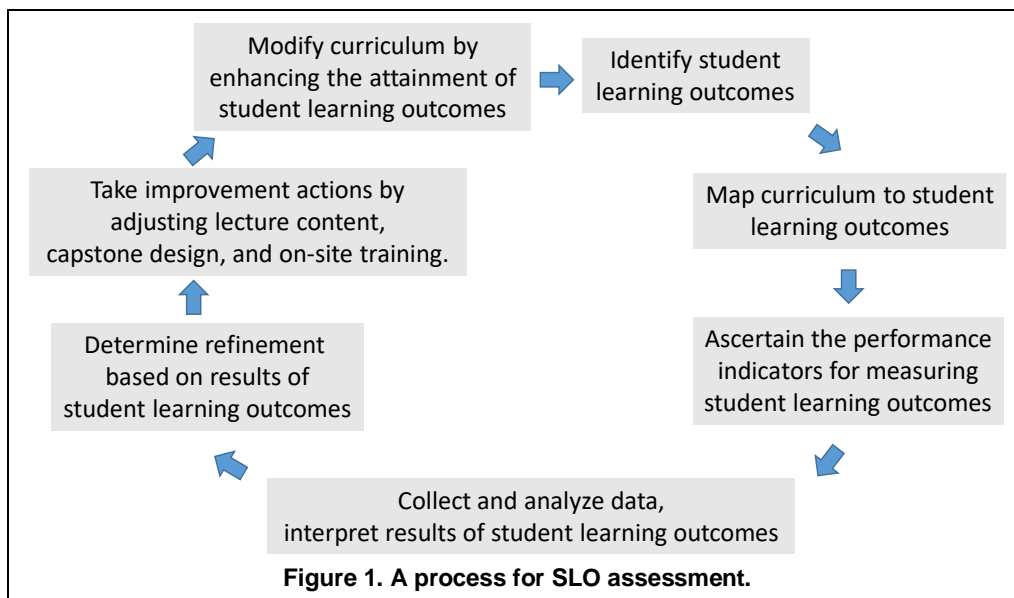 Modify curriculum by
enhancing the attainment of
student learning outcomes
Identify student
learning outcomes
Map curriculum to student
learning outcomes
Ascertain the performance
indicators for measuring
student learning outcomes
Collect and analyze data,
interpret results of student learning outcomes
Determine refinement
based on results of
student learning outcomes
Take improvement actions by
adjusting lecture content,
capstone design, and on-site training.
Figure 1. A process for SLO assessment.